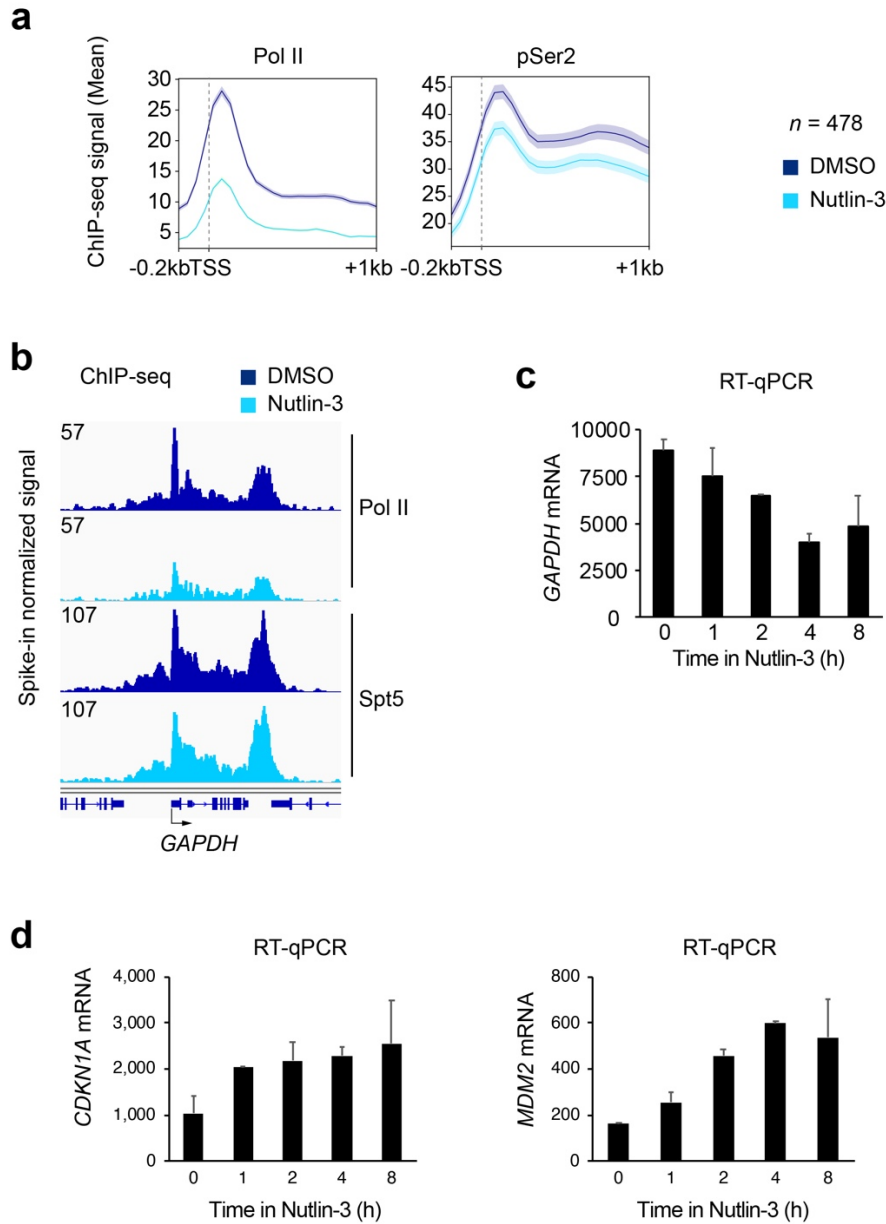 a
Pol II
pSer2
ChIP-seq signal (Mean)
30
25
20
15
10
5
-0.2kbTSS
+1kb
45
40
35
30
25
20
-0.2kbTSS
+1kb
n = 478
DMSO
Nutlin-3
b
ChIP-seq
DMSO
Nutlin-3
Spike-in normalized signal
57
57
Pol II
107
107
Spt5
GAPDH
c
RT-qPCR
GAPDH mRNA
10000
7500
5000
2500
0
0 1 2 4 8
Time in Nutlin-3 (h)
d
RT-qPCR
CDKN1A mRNA
4,000
3,000
2,000
1,000
0
0 1 2 4 8
Time in Nutlin-3 (h)
RT-qPCR
MDM2 mRNA
800
600
400
200
0
0 1 2 4 8
Time in Nutlin-3 (h)